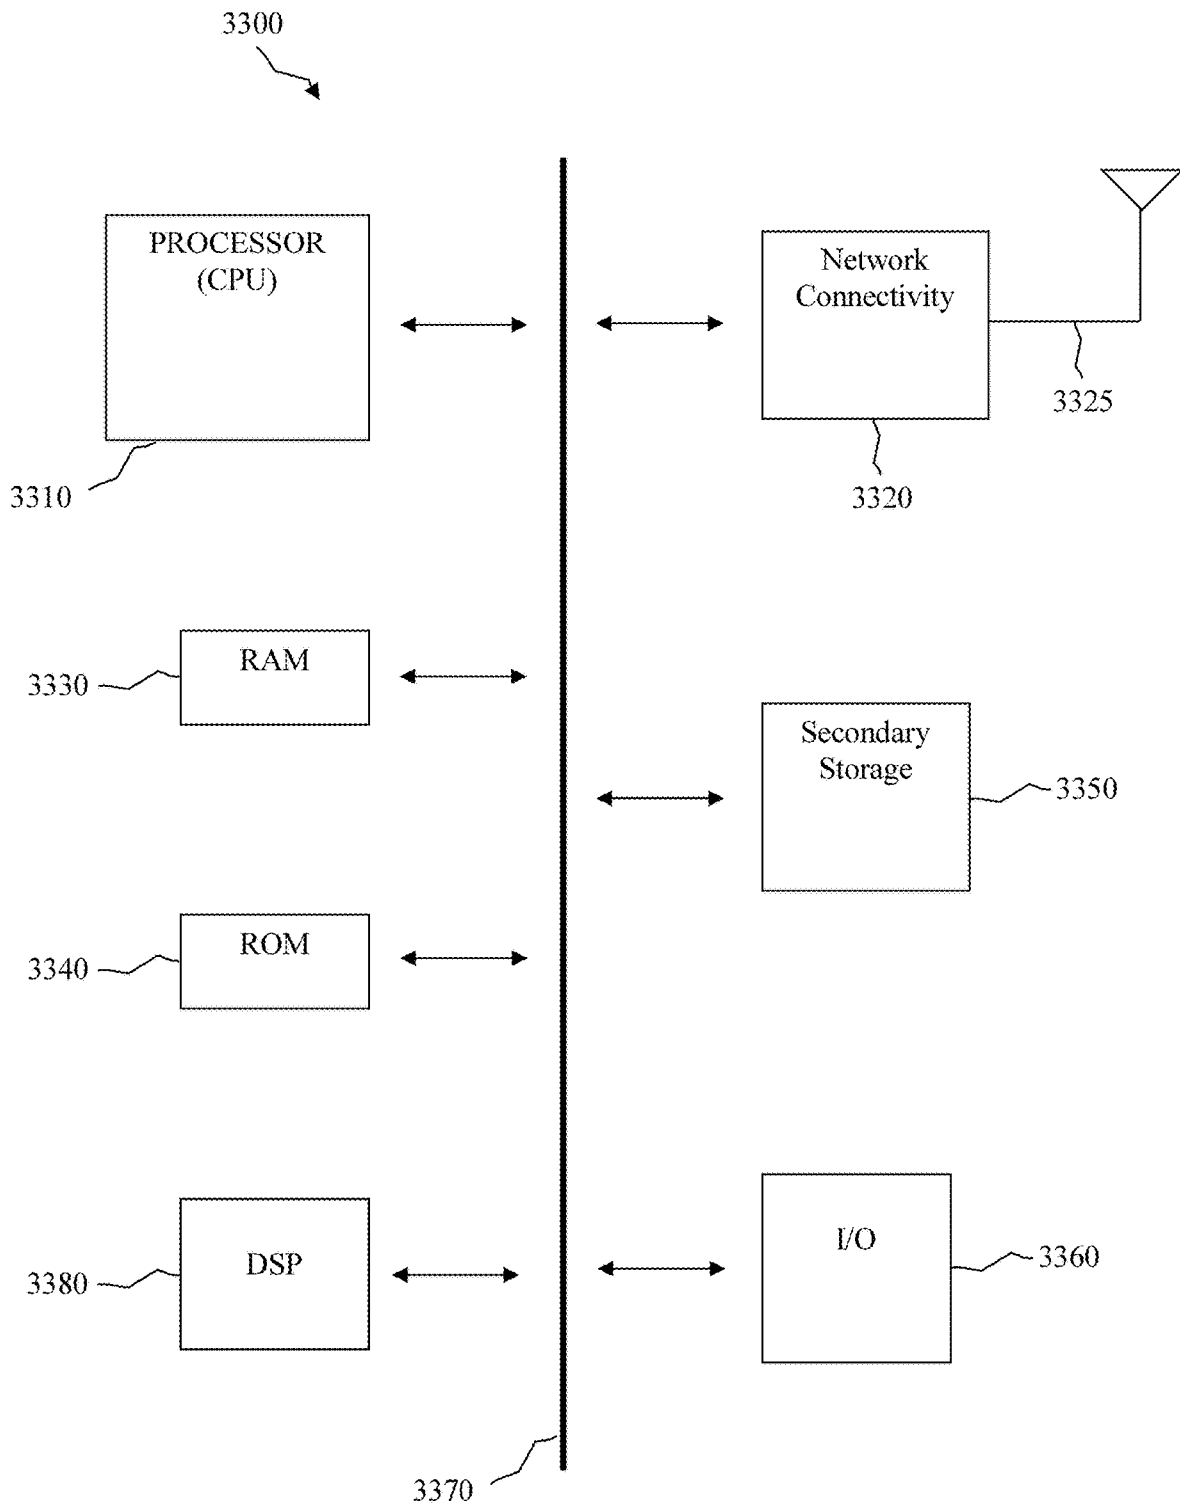 3300
PROCESSOR
(CPU)
3310
Network
Connectivity
3325
3320
RAM
3330
Secondary
Storage
3350
ROM
3340
DSP
3380
I/O
3360
3370